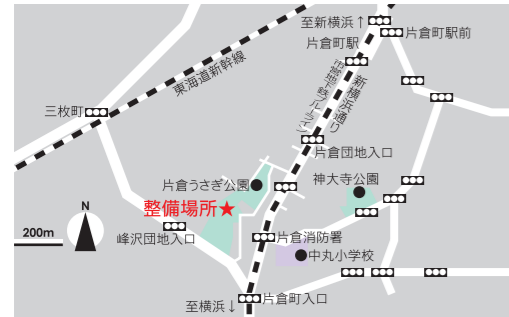 至新横浜↑
片倉町駅
片倉町駅前
東海道新幹線
新横浜通り
市営地下鉄ブルーライン
三枚町
片倉団地入口
片倉うさぎ公園
神大寺公園
整備場所★
N
200m
峰沢団地入口
片倉消防署
中丸小学校
至横浜↓
片倉町入口